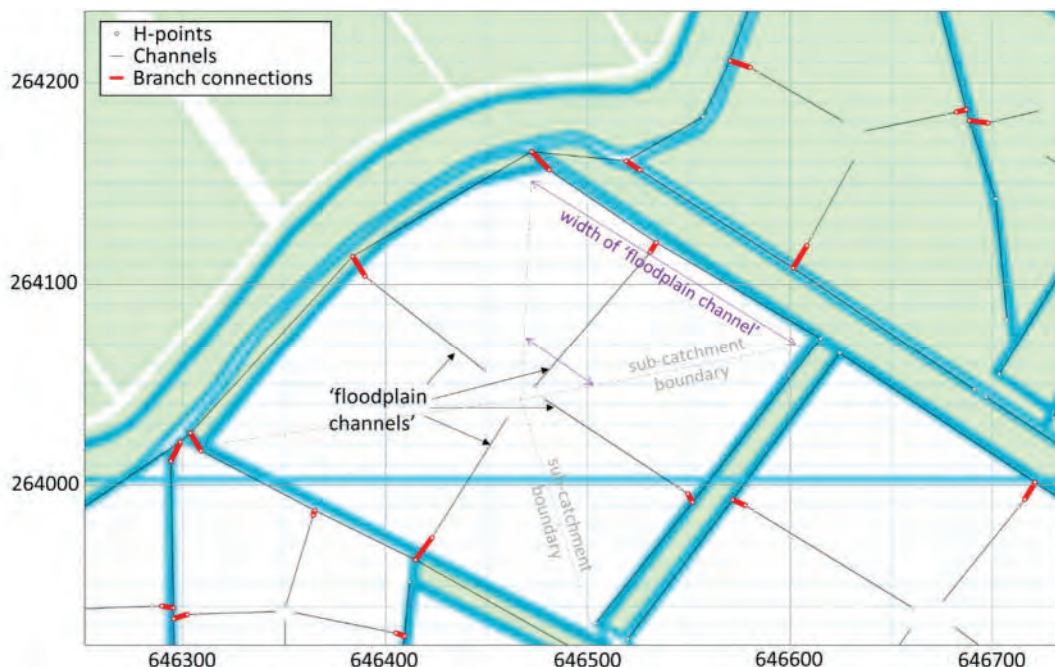 H-points
Channels
Branch connections
264200
264100
264000
width of 'floodplain channel'
sub-catchment
boundary
'floodplain
channels'
sub-catchment
boundary
646300
646400
646500
646600
646700